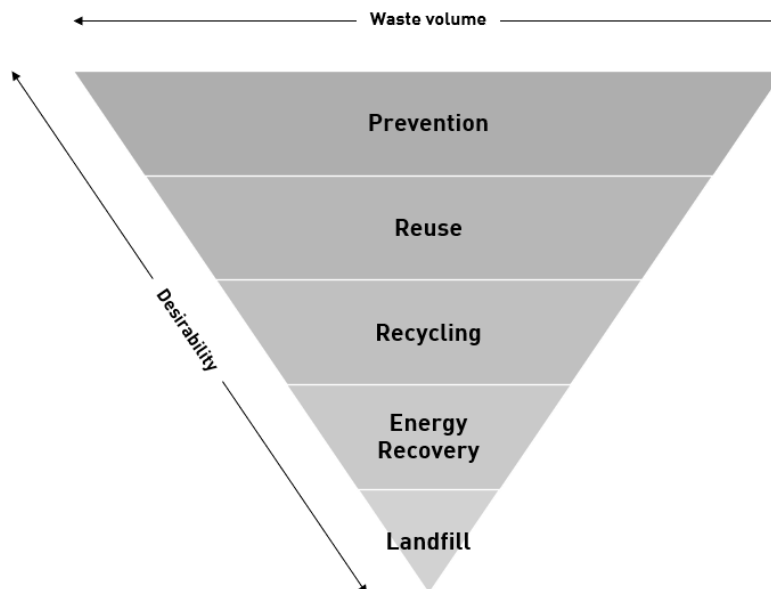 Waste volume
Prevention
Reuse
Desirability
Recycling
Energy
Recovery
Landfill